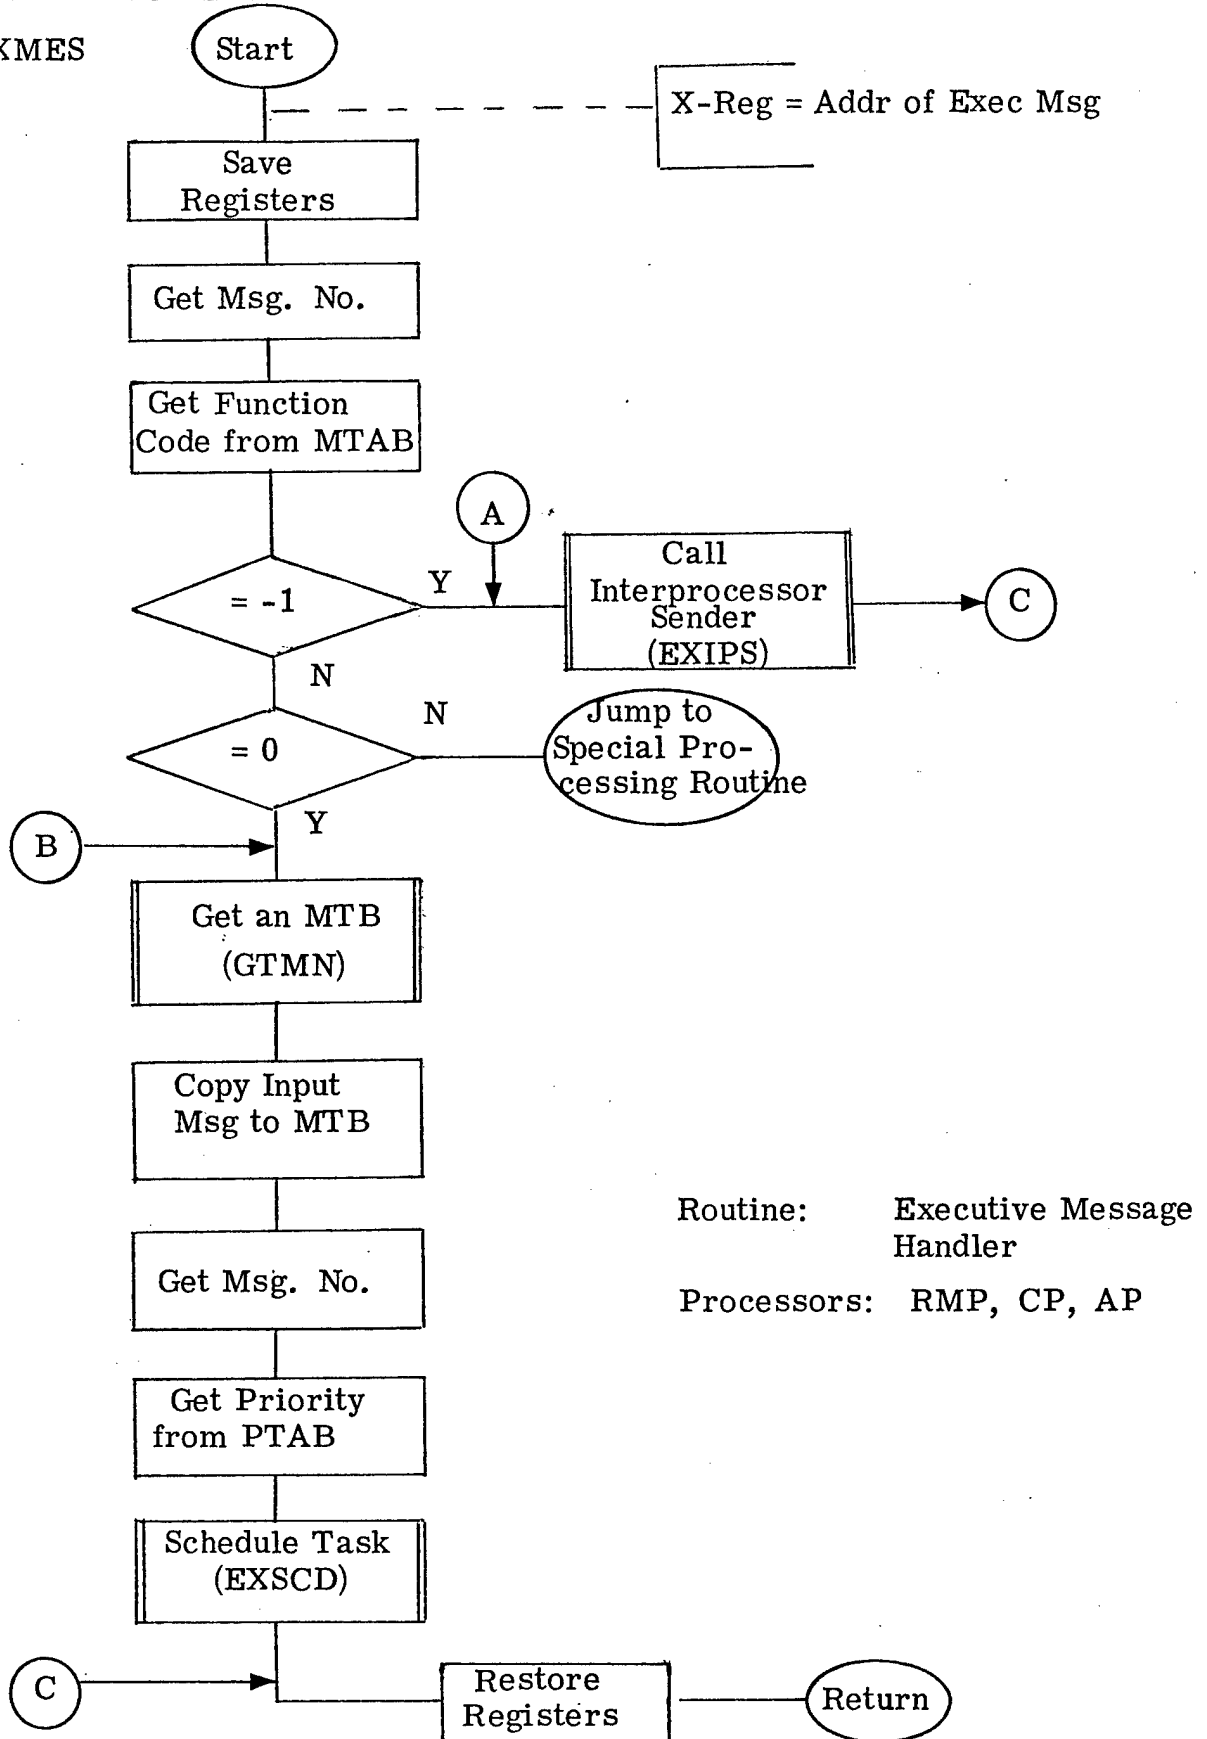 XMES
Start
X-Reg = Addr of Exec Msg
Save
Registers
Get Msg. No.
Get Function
Code from MTAB
A
= -1
Y
Call
Interprocessor
Sender
(EXIPS)
C
N
= 0
N
Jump to
Special Pro-
cessing Routine
Y
B
Get an MTB
(GTMN)
Copy Input
Msg to MTB
Get Msg. No.
Get Priority
from PTAB
Schedule Task
(EXSCD)
Routine: Executive Message
Handler
Processors: RMP, CP, AP
C
Restore
Registers
Return